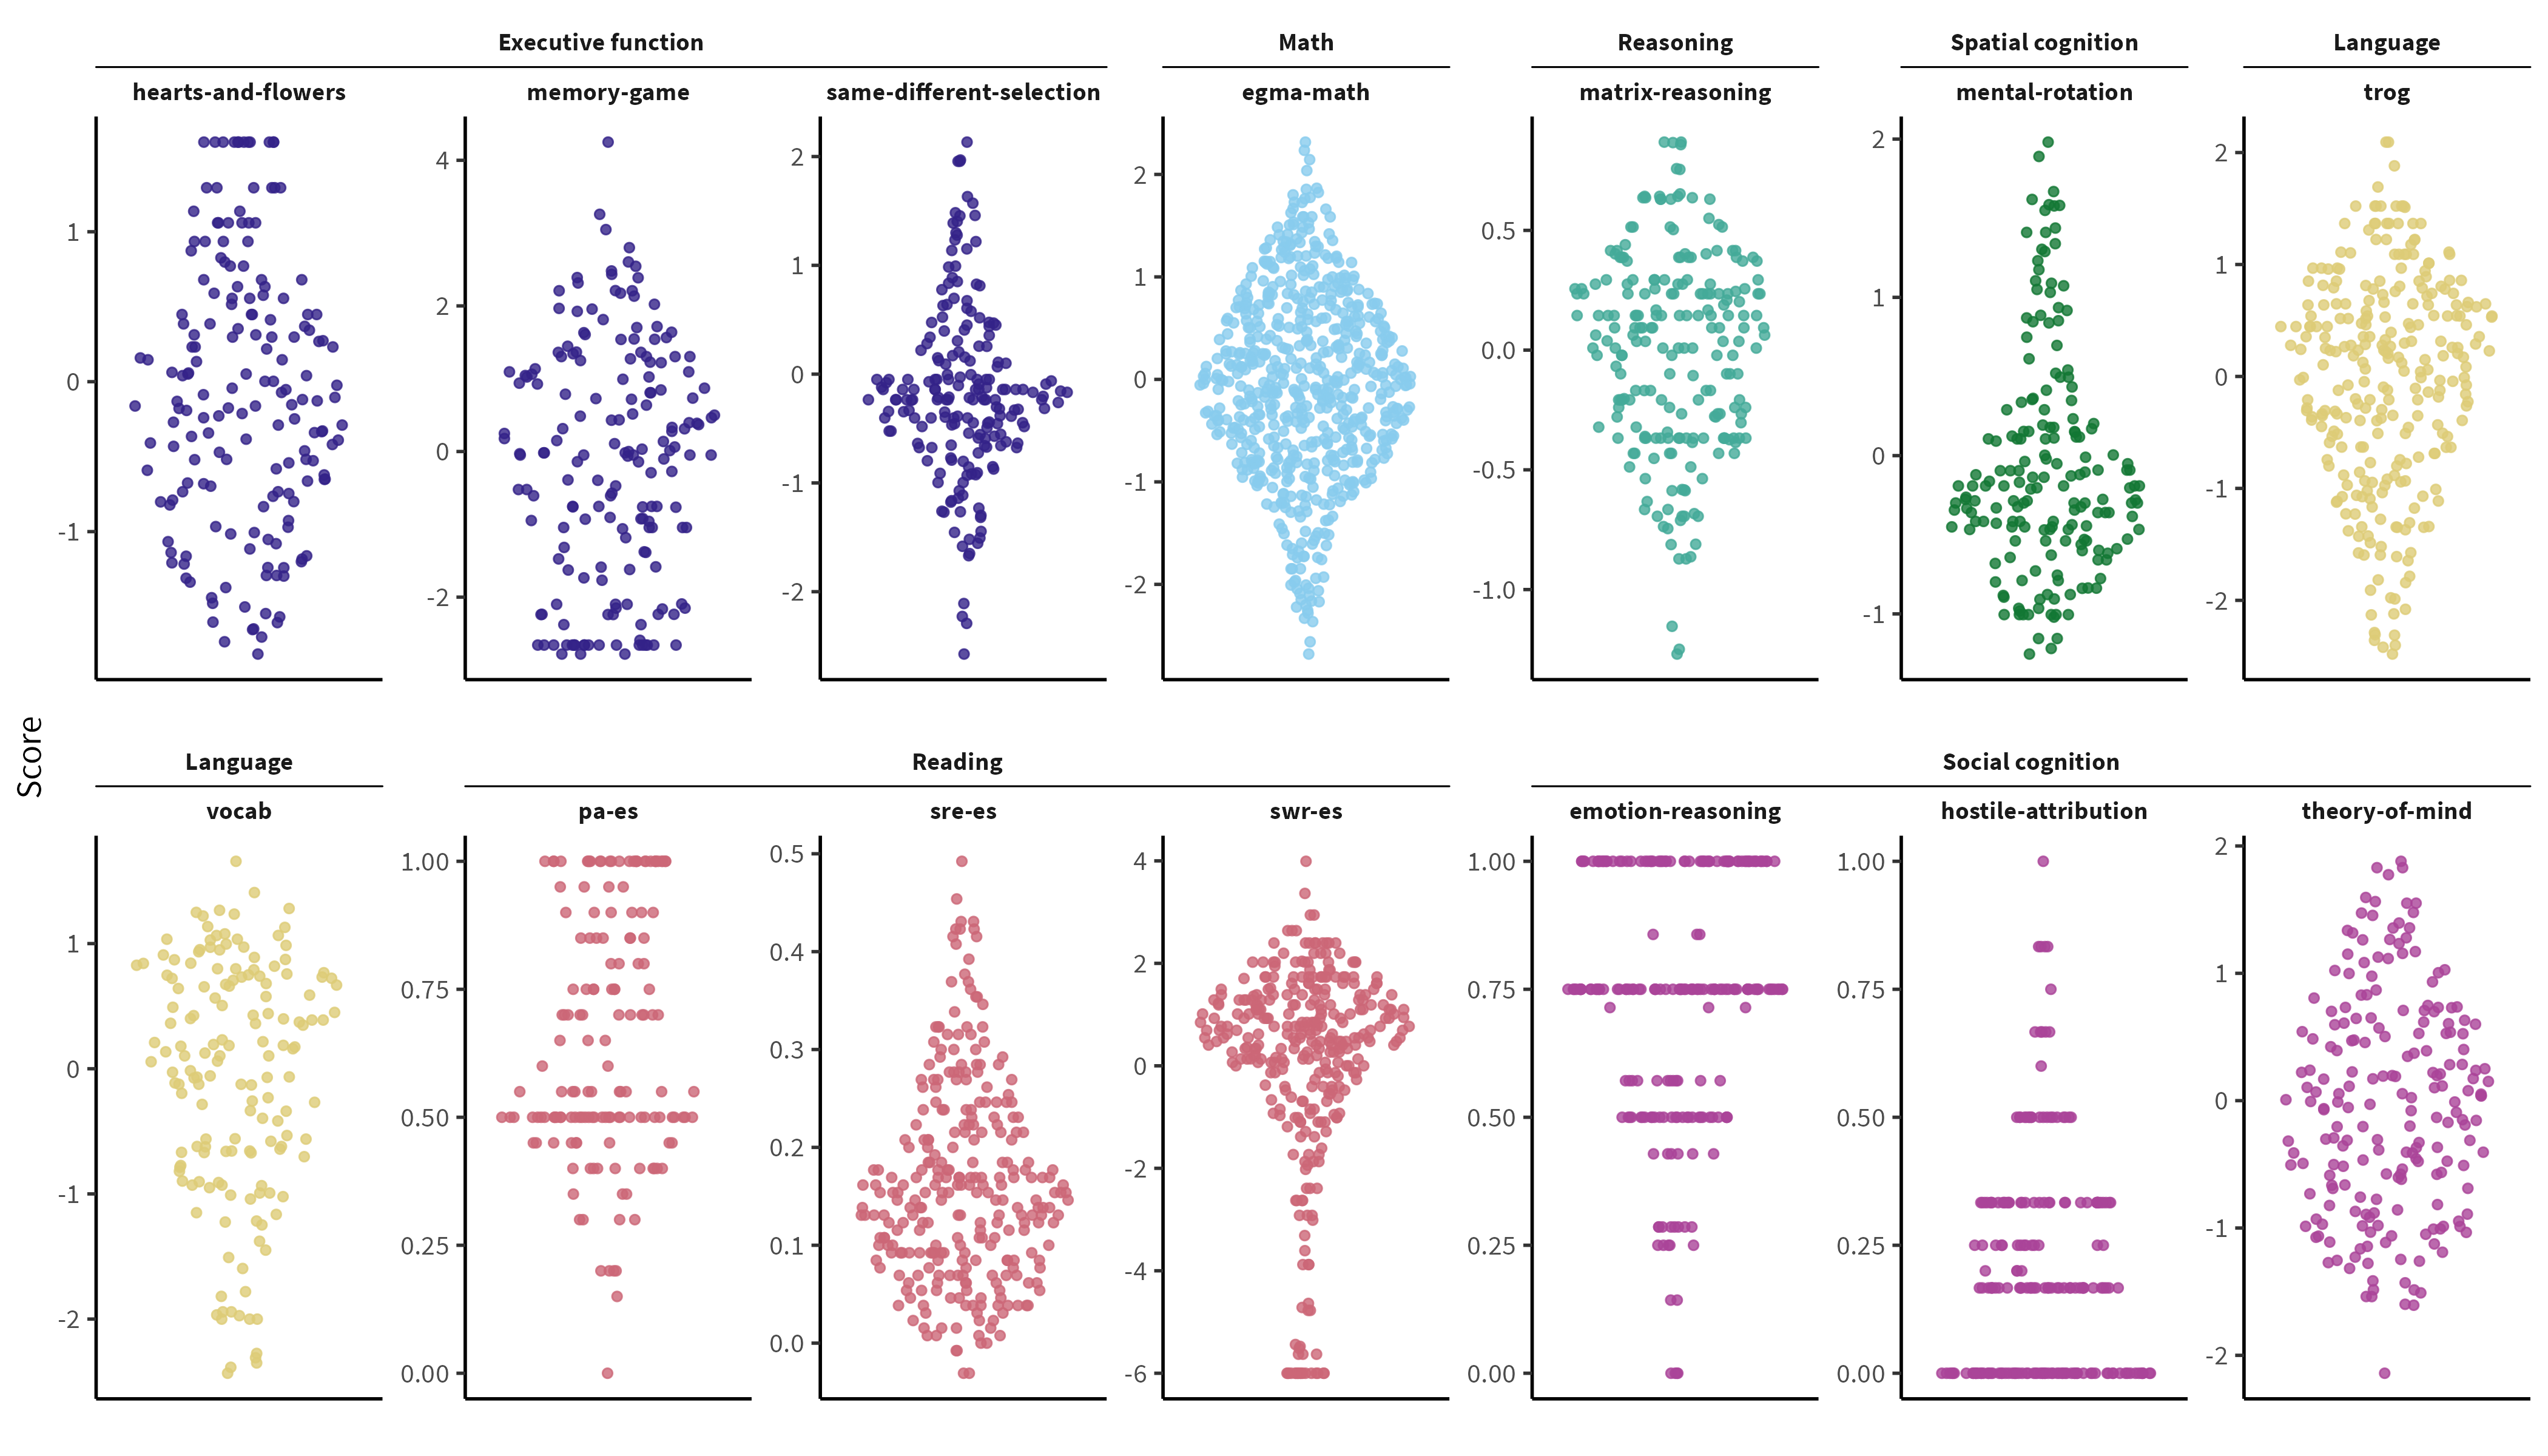 Executive function
Math
Reasoning
Spatial cognition
Language
hearts-and-flowers
memory-game
same-different-selection
egma-math
matrix-reasoning
mental-rotation
trog
1
0
-1
4
2
0
-2
2
1
0
-1
-2
2
1
0
-1
-2
0.5
0.0
-0.5
-1.0
2
1
0
-1
2
1
0
-1
-2
Score
Language
Reading
Social cognition
vocab
pa-es
sre-es
swr-es
emotion-reasoning
hostile-attribution
theory-of-mind
1
0
-1
-2
1.00
0.75
0.50
0.25
0.00
0.5
0.4
0.3
0.2
0.1
0.0
4
2
0
-2
-4
-6
1.00
0.75
0.50
0.25
0.00
1.00
0.75
0.50
0.25
0.00
2
1
0
-1
-2